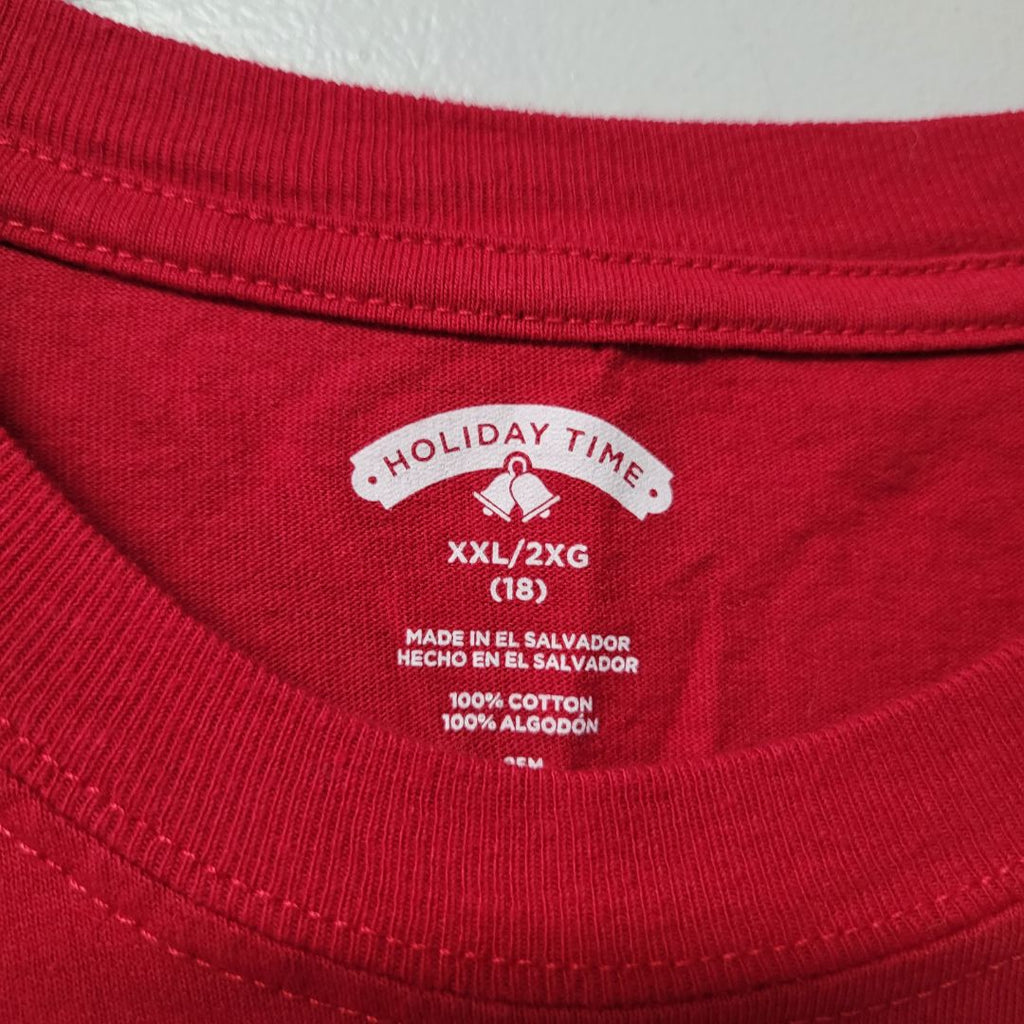 HOLIDAY TIME
XXL/2XG
(18)
MADE IN EL SALVADOR
HECHO EN EL SALVADOR
100% COTTON
100% ALGODÓN